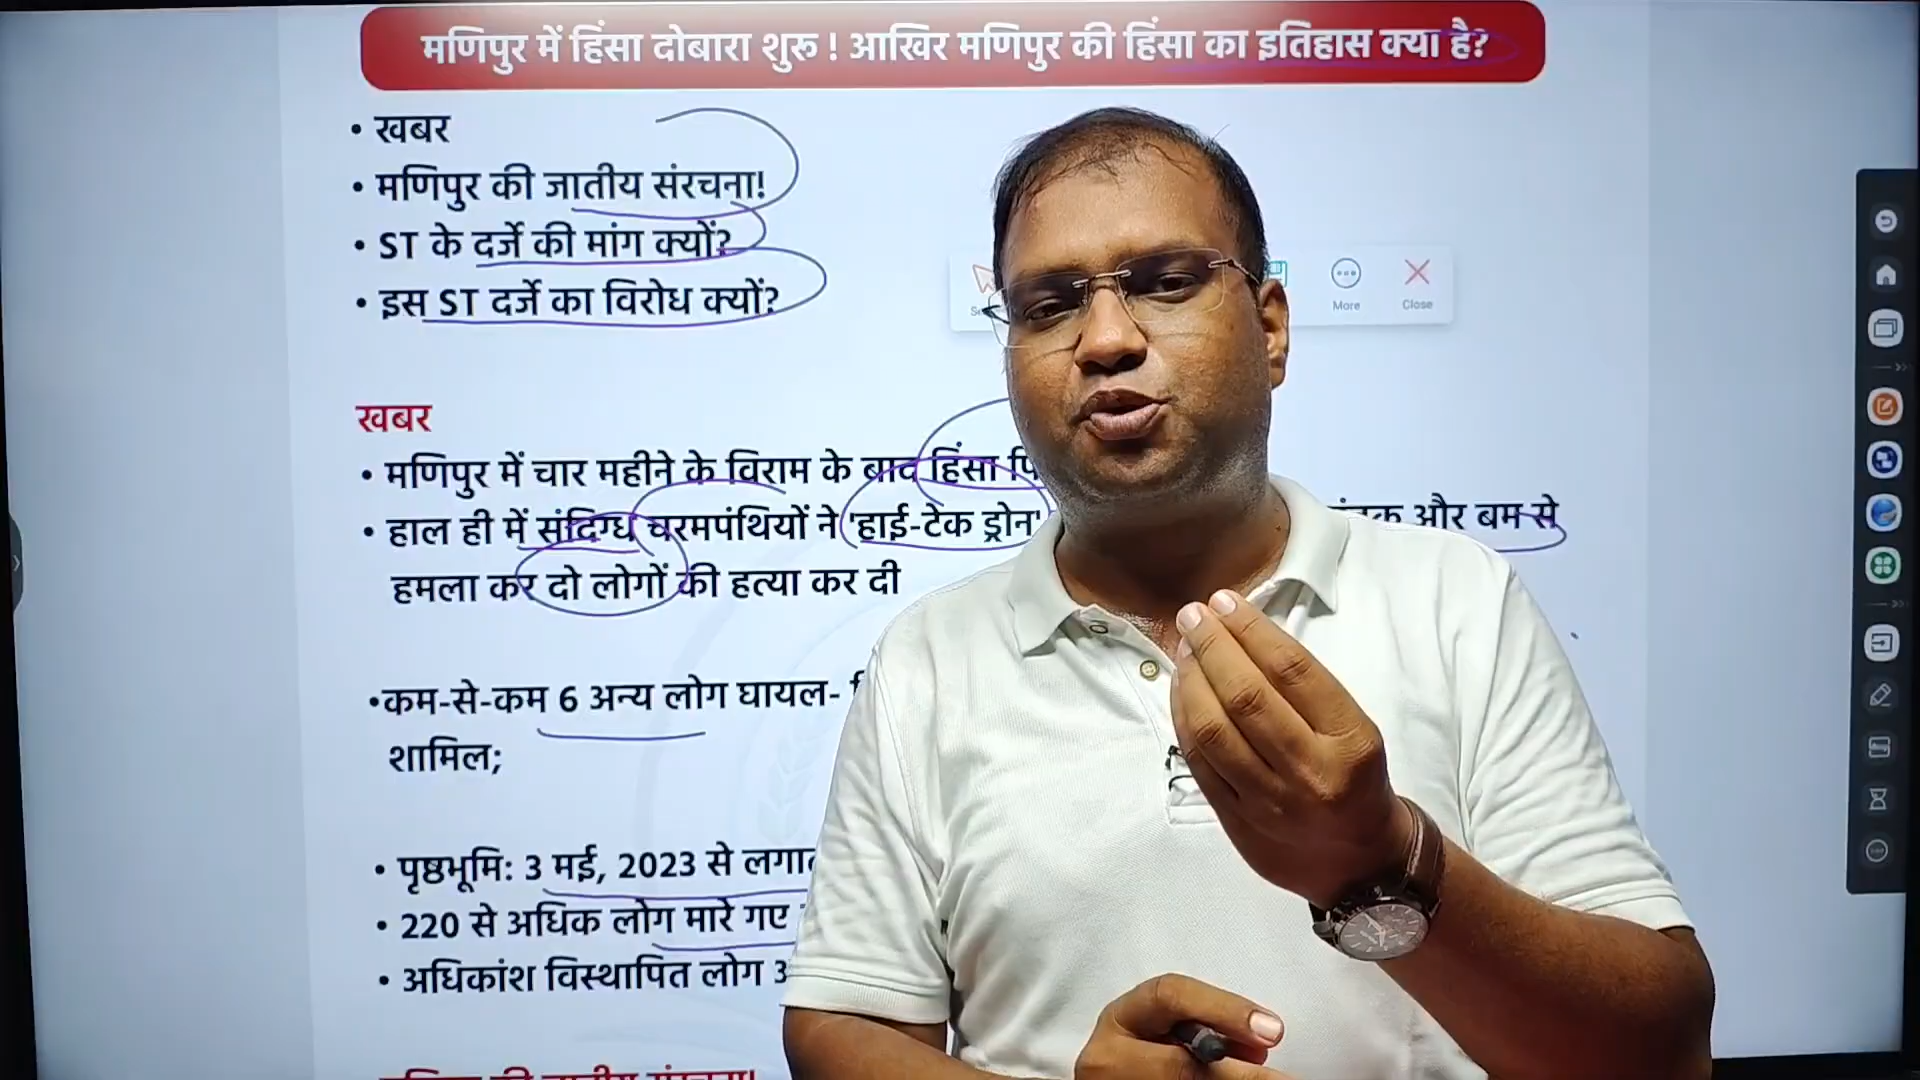 मणिपुर में हिंसा दोबारा शुरू ! आखिर मणिपुर की हिंसा का इतिहास क्या है?
• खबर
• मणिपुर की जातीय संरचना!
• ST के दर्जे की मांग क्यों?
• इस ST दर्जे का विरोध क्यों?
More
Close
खबर
• मणिपुर में चार महीने के विराम के बाद हिंसा
• हाल ही में संदिग्ध चरमपंथियों ने 'हाई-टेक ड्रोन' और बम से
हमला कर दो लोगों की हत्या कर दी
•कम-से-कम 6 अन्य लोग घायल-
शामिल;
• पृष्ठभूमि: 3 मई, 2023 से
• 220 से अधिक लोग मारे गए
• अधिकांश विस्थापित लोग